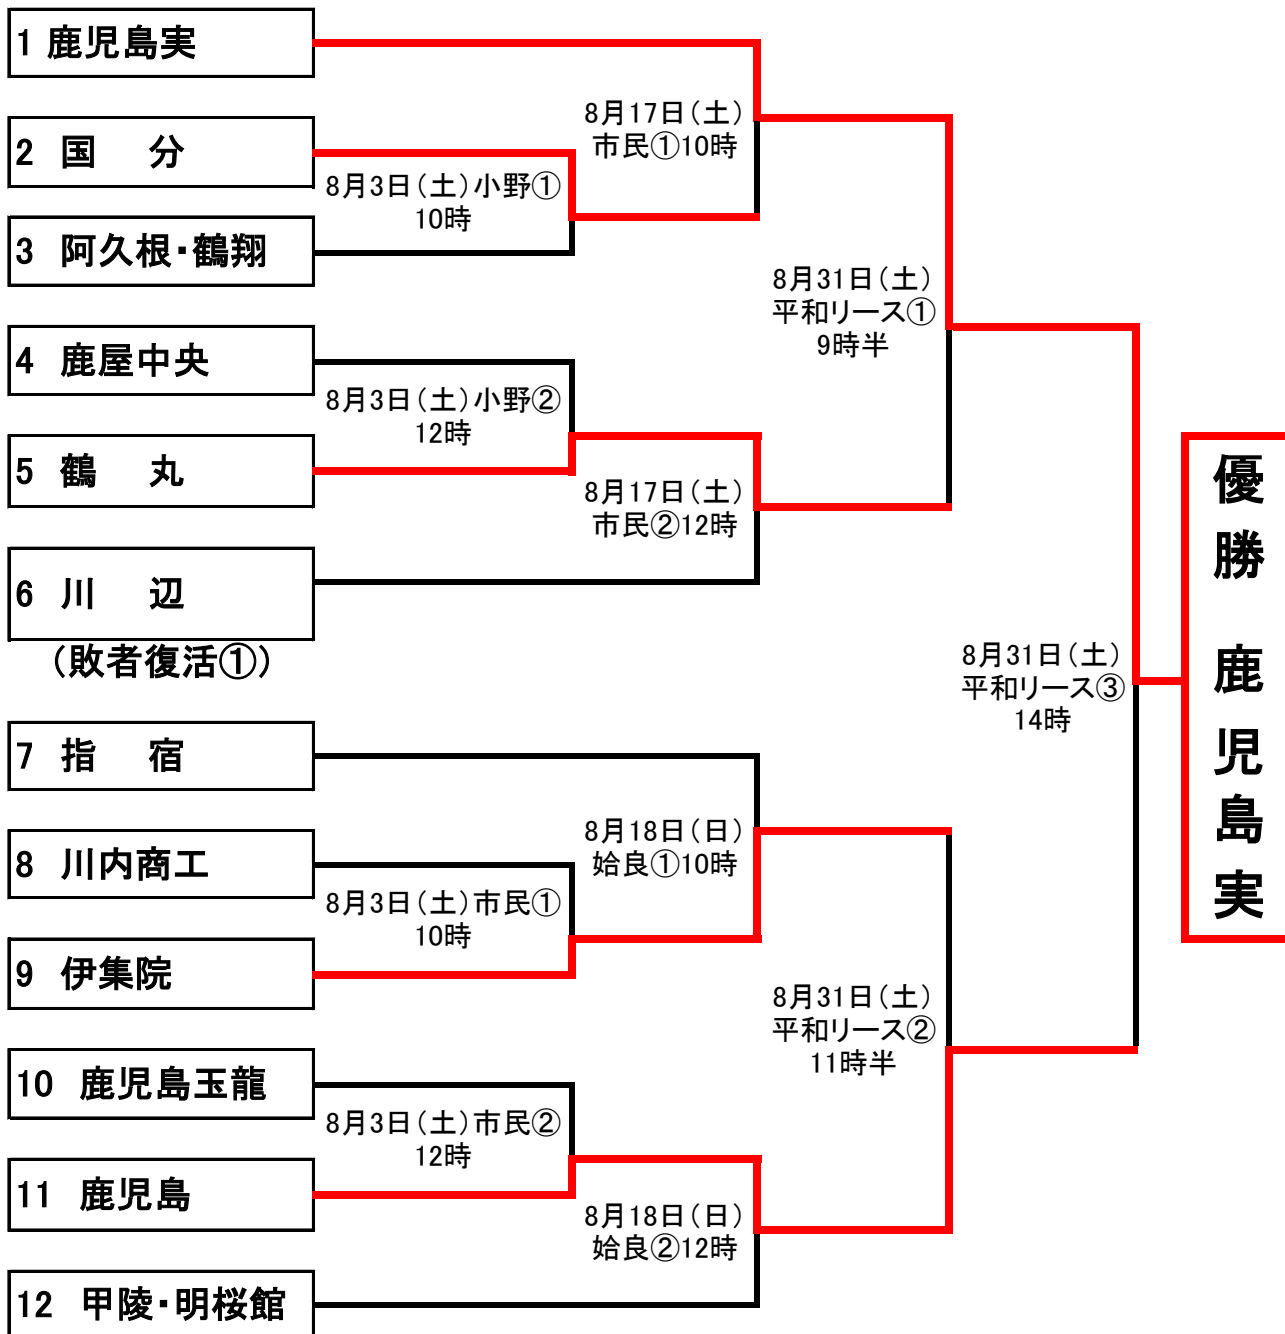 1 鹿児島実
2 国 分
3 阿久根・鶴翔
4 鹿屋中央
5 鶴 丸
6 川 辺
（敗者復活①）
7 指 宿
8 川内商工
9 伊集院
10 鹿児島玉龍
11 鹿児島
12 甲陵・明桜館
8月3日（土）小野①
10時
8月3日（土）小野②
12時
8月3日（土）市民①
10時
8月3日（土）市民②
12時
8月17日（土）
市民①10時
8月17日（土）
市民②12時
8月18日（日）
姶良①10時
8月18日（日）
姶良②12時
8月31日（土）
平和リース①
9時半
8月31日（土）
平和リース②
11時半
8月31日（土）
平和リース③
14時
優勝 鹿児島実